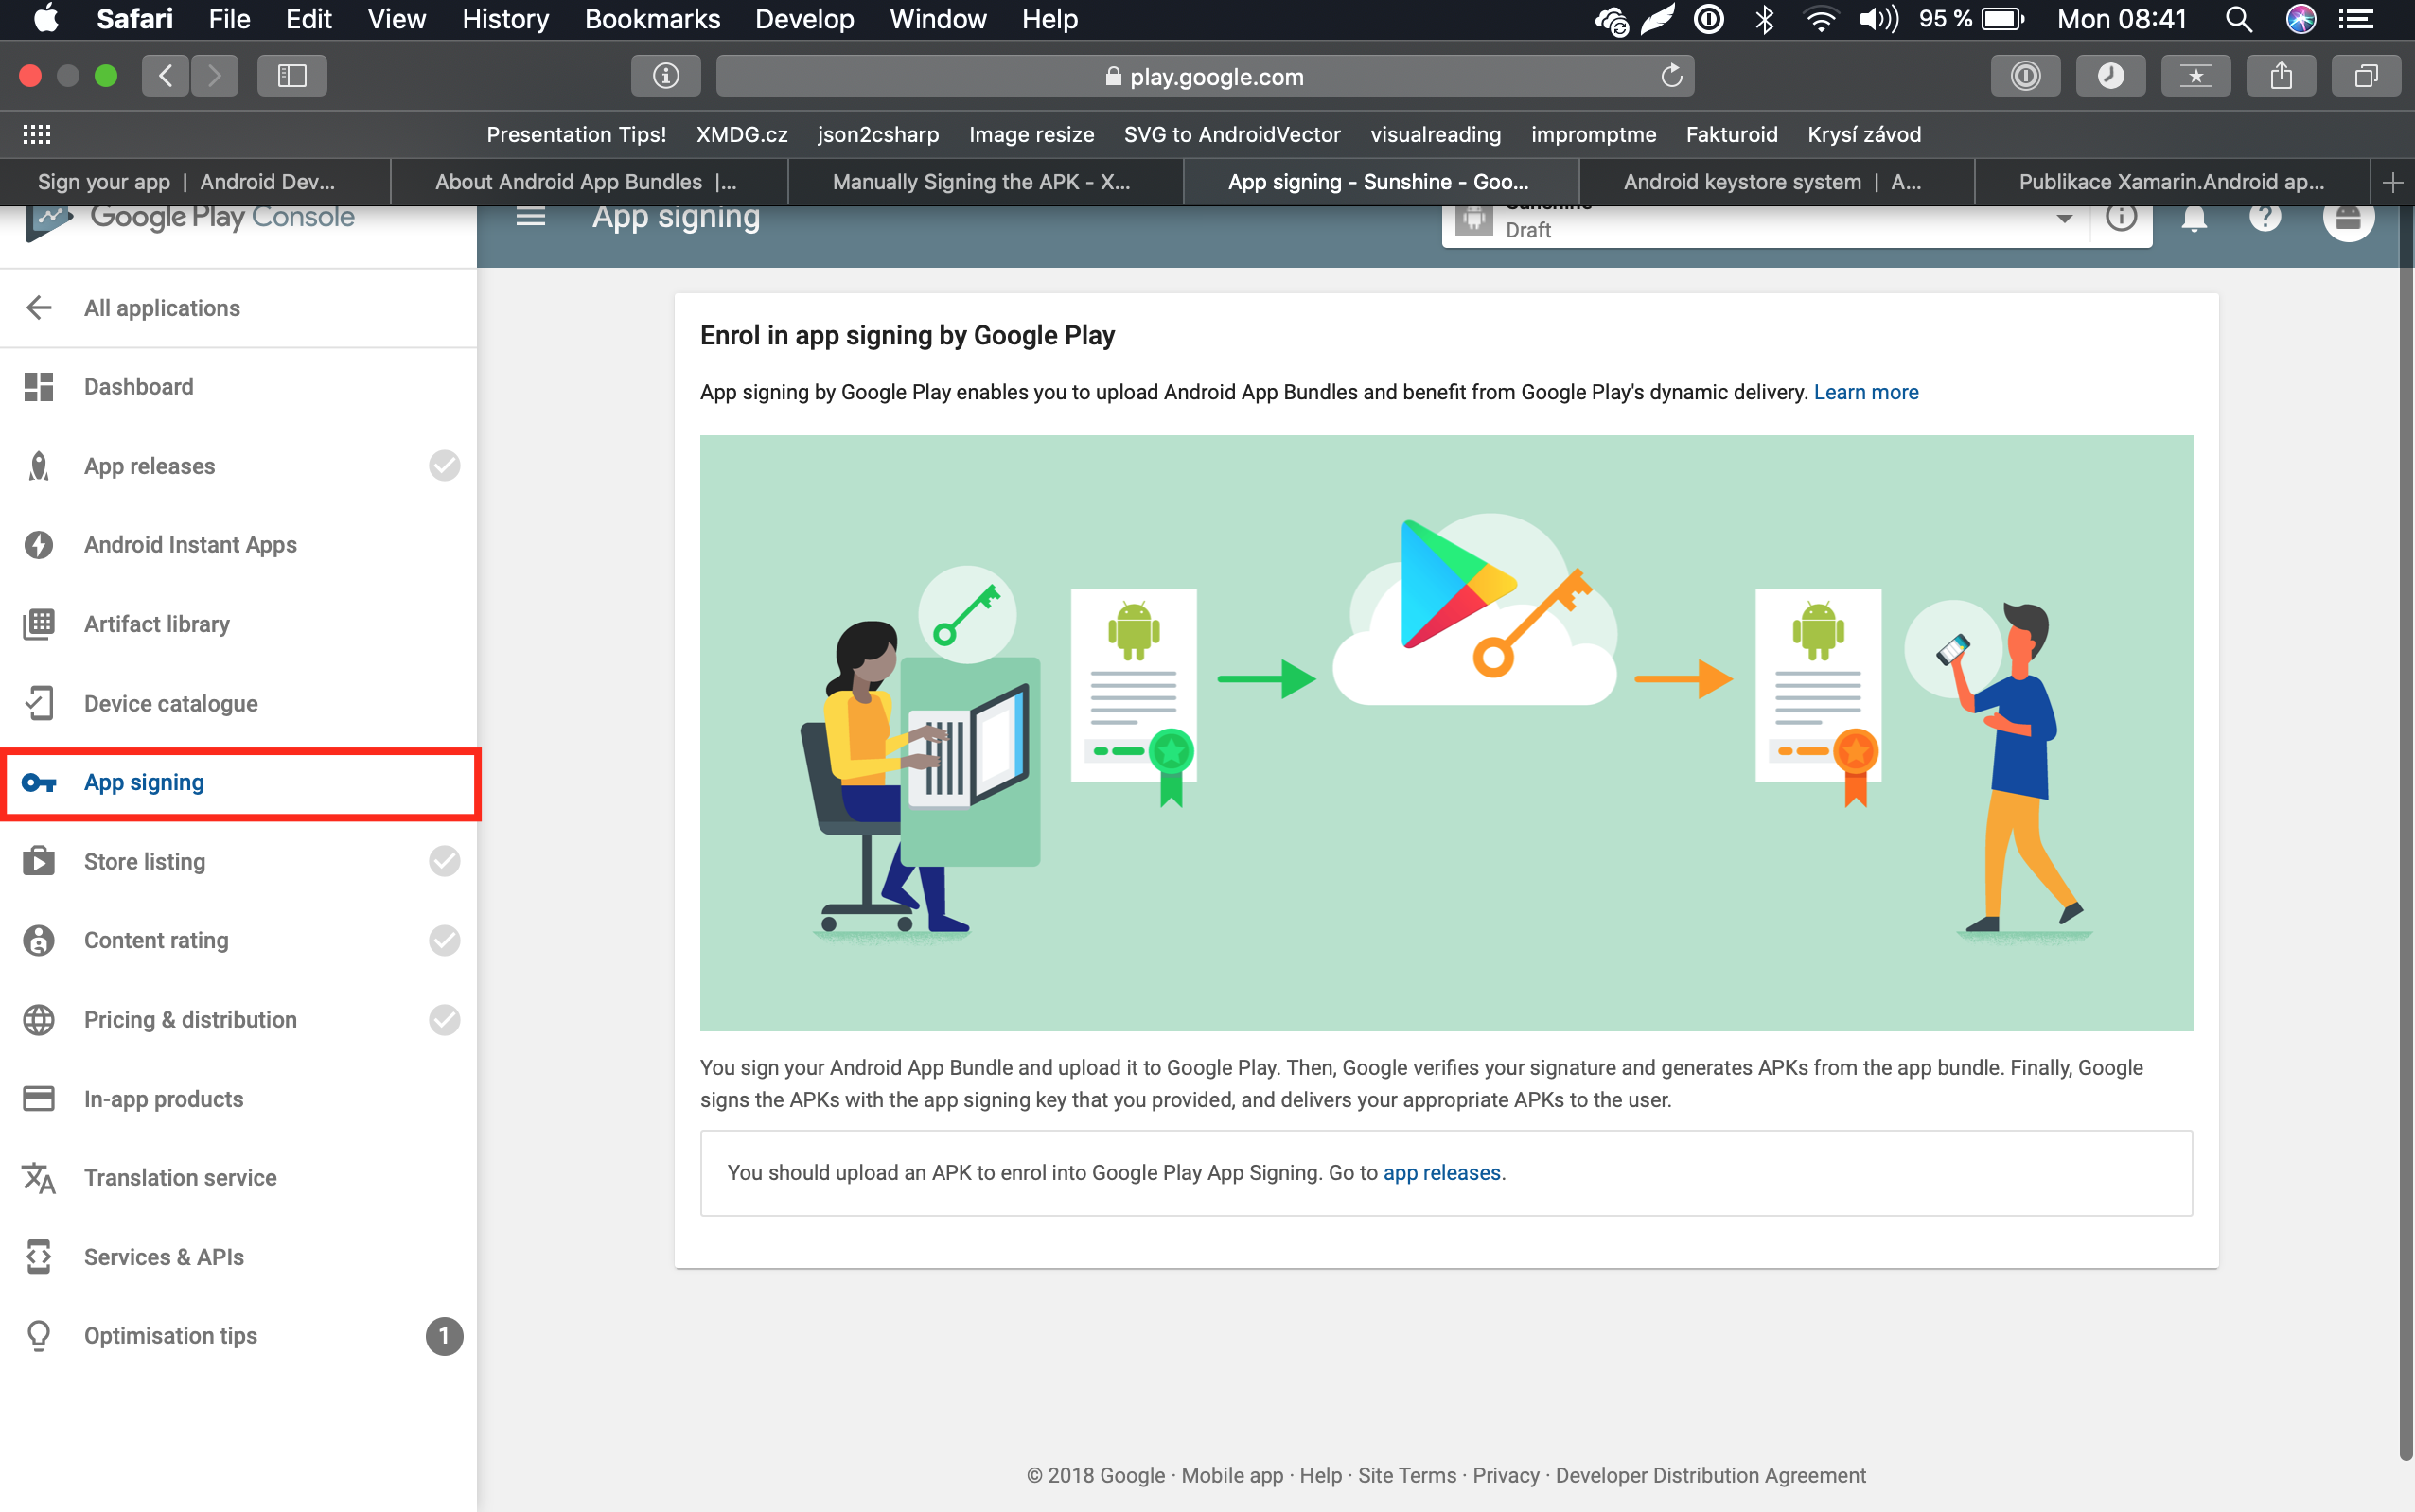 Safari File Edit View History Bookmarks Develop Window Help 95 % Mon 08:41
play.google.com
Presentation Tips! XMDG.cz json2csharp Image resize SVG to AndroidVector visualreading impromptme Fakturoid Krysí závod
Sign your app | Android Dev... About Android App Bundles |... Manually Signing the APK - X... App signing - Sunshine - Goo... Android keystore system | A... Publikace Xamarin.Android ap...
Google Play Console
App signing
Sunshine
Draft
All applications
Dashboard
App releases
Android Instant Apps
Artifact library
Device catalogue
App signing
Store listing
Content rating
Pricing & distribution
In-app products
Translation service
Services & APIs
Optimisation tips 1
Enrol in app signing by Google Play
App signing by Google Play enables you to upload Android App Bundles and benefit from Google Play's dynamic delivery. Learn more
You sign your Android App Bundle and upload it to Google Play. Then, Google verifies your signature and generates APKs from the app bundle. Finally, Google
signs the APKs with the app signing key that you provided, and delivers your appropriate APKs to the user.
You should upload an APK to enrol into Google Play App Signing. Go to app releases.
© 2018 Google · Mobile app · Help · Site Terms · Privacy · Developer Distribution Agreement